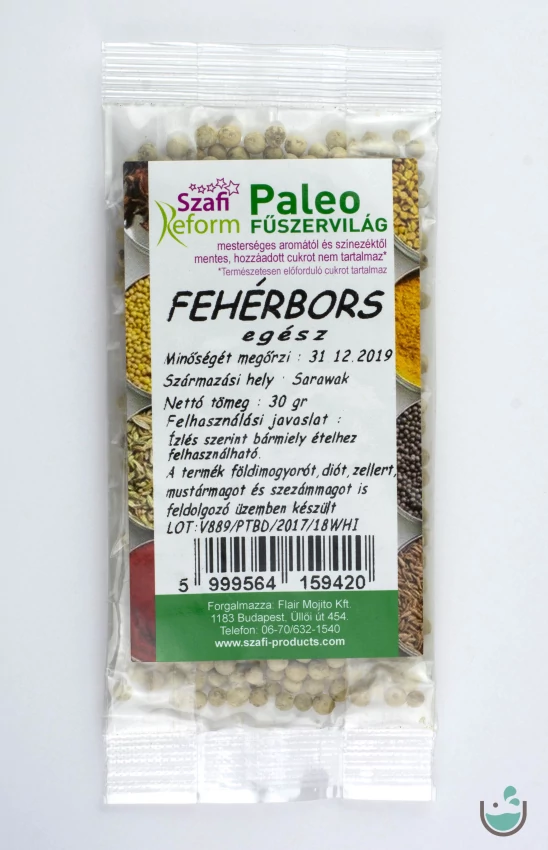 Szafi
Reform
Paleo
FŰSZERVILÁG
mesterséges aromától és szinezéktől
mentes, hozzáadott cukrot nem tartalmaz*
*Természetesen előforduló cukrot tartalmaz
FEHÉRBORS
egész
Minőségét megőrzi : 31 12.2019
Származási hely : Sarawak
Nettó tömeg : 30 gr
Felhasználási javaslat :
Ízlés szerint bármiely ételhez
felhasználható.
A termék földimogyorót, diót, zellert,
mustármagot és szezámmagot is
feldolgozó üzemben készült
LOT:V889/PTBD/2017/18WHI
5 999564 159420
Forgalmazza: Flair Mojito Kft.
1183 Budapest. Üllői út 454.
Telefon: 06-70/632-1540
www.szafi-products.com